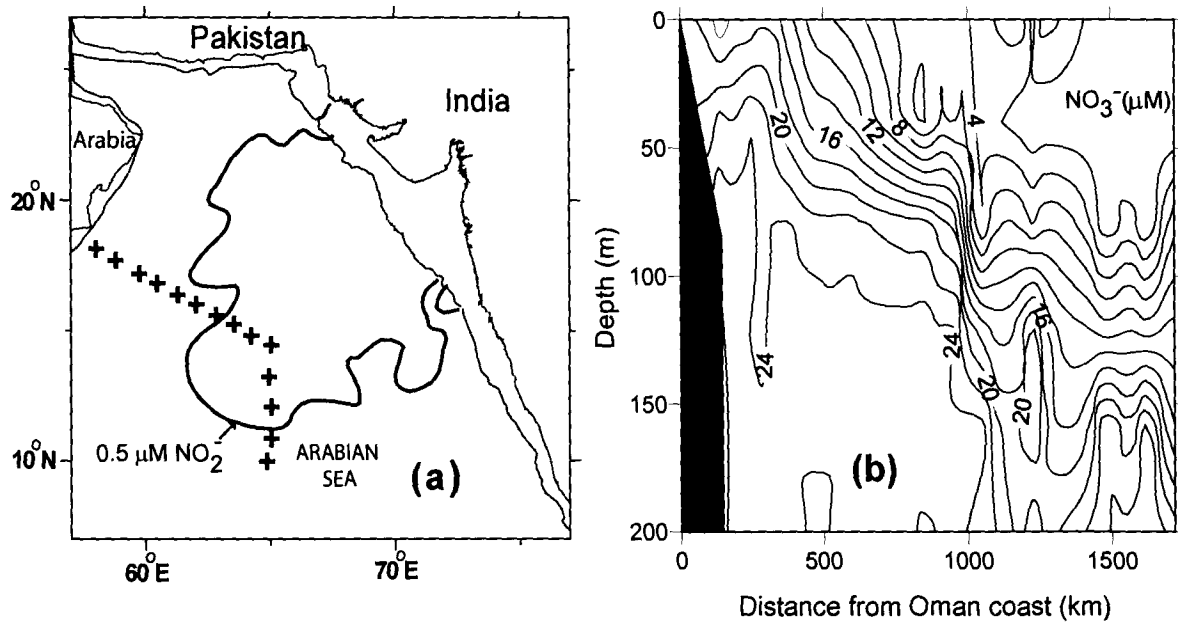 Pakistan
India
Arabia
20°N
10°N
0.5 μM NO₂⁻
ARABIAN
SEA
(a)
60°E
70°E
0
50
100
150
200
Depth (m)
0
500
1000
1500
Distance from Oman coast (km)
NO₃⁻(μM)
20
16
12
8
4
16
24
24
20
20
(b)